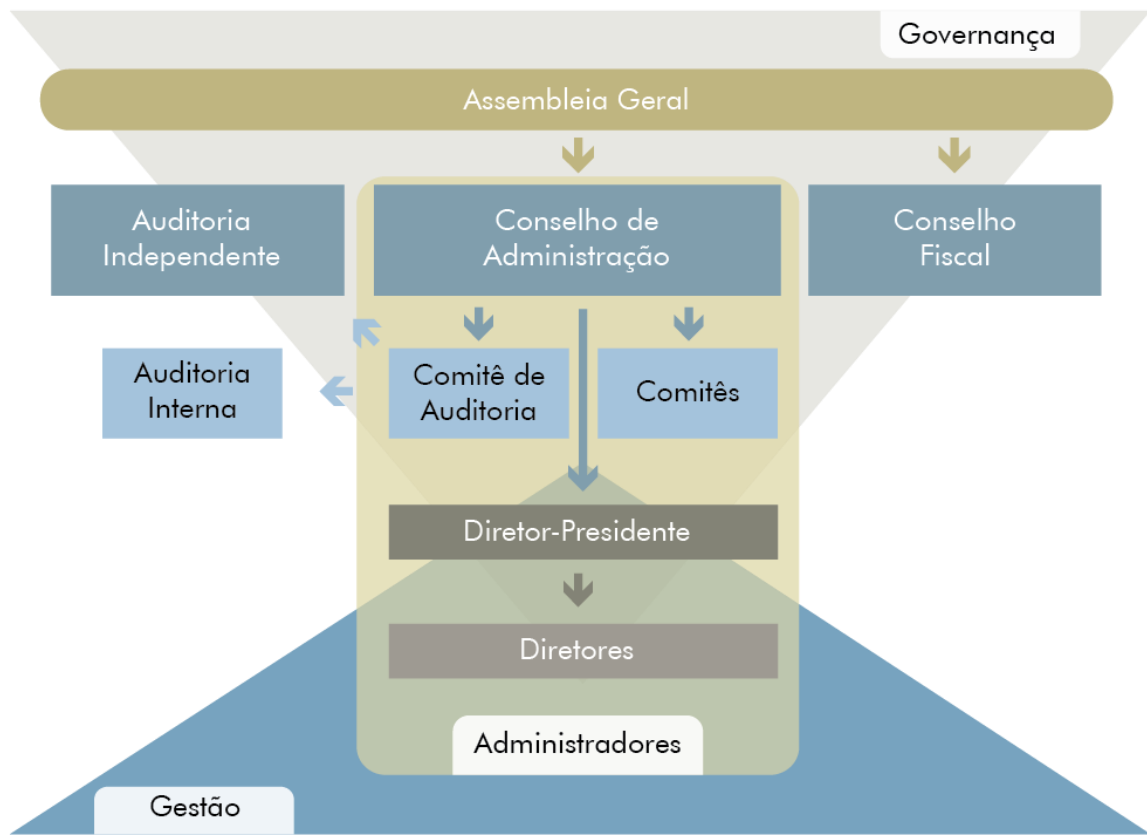 Governança
Assembleia Geral
Auditoria
Independente
Conselho de
Administração
Conselho
Fiscal
Auditoria
Interna
Comitê de
Auditoria
Comitês
Diretor-Presidente
Diretores
Administradores
Gestão